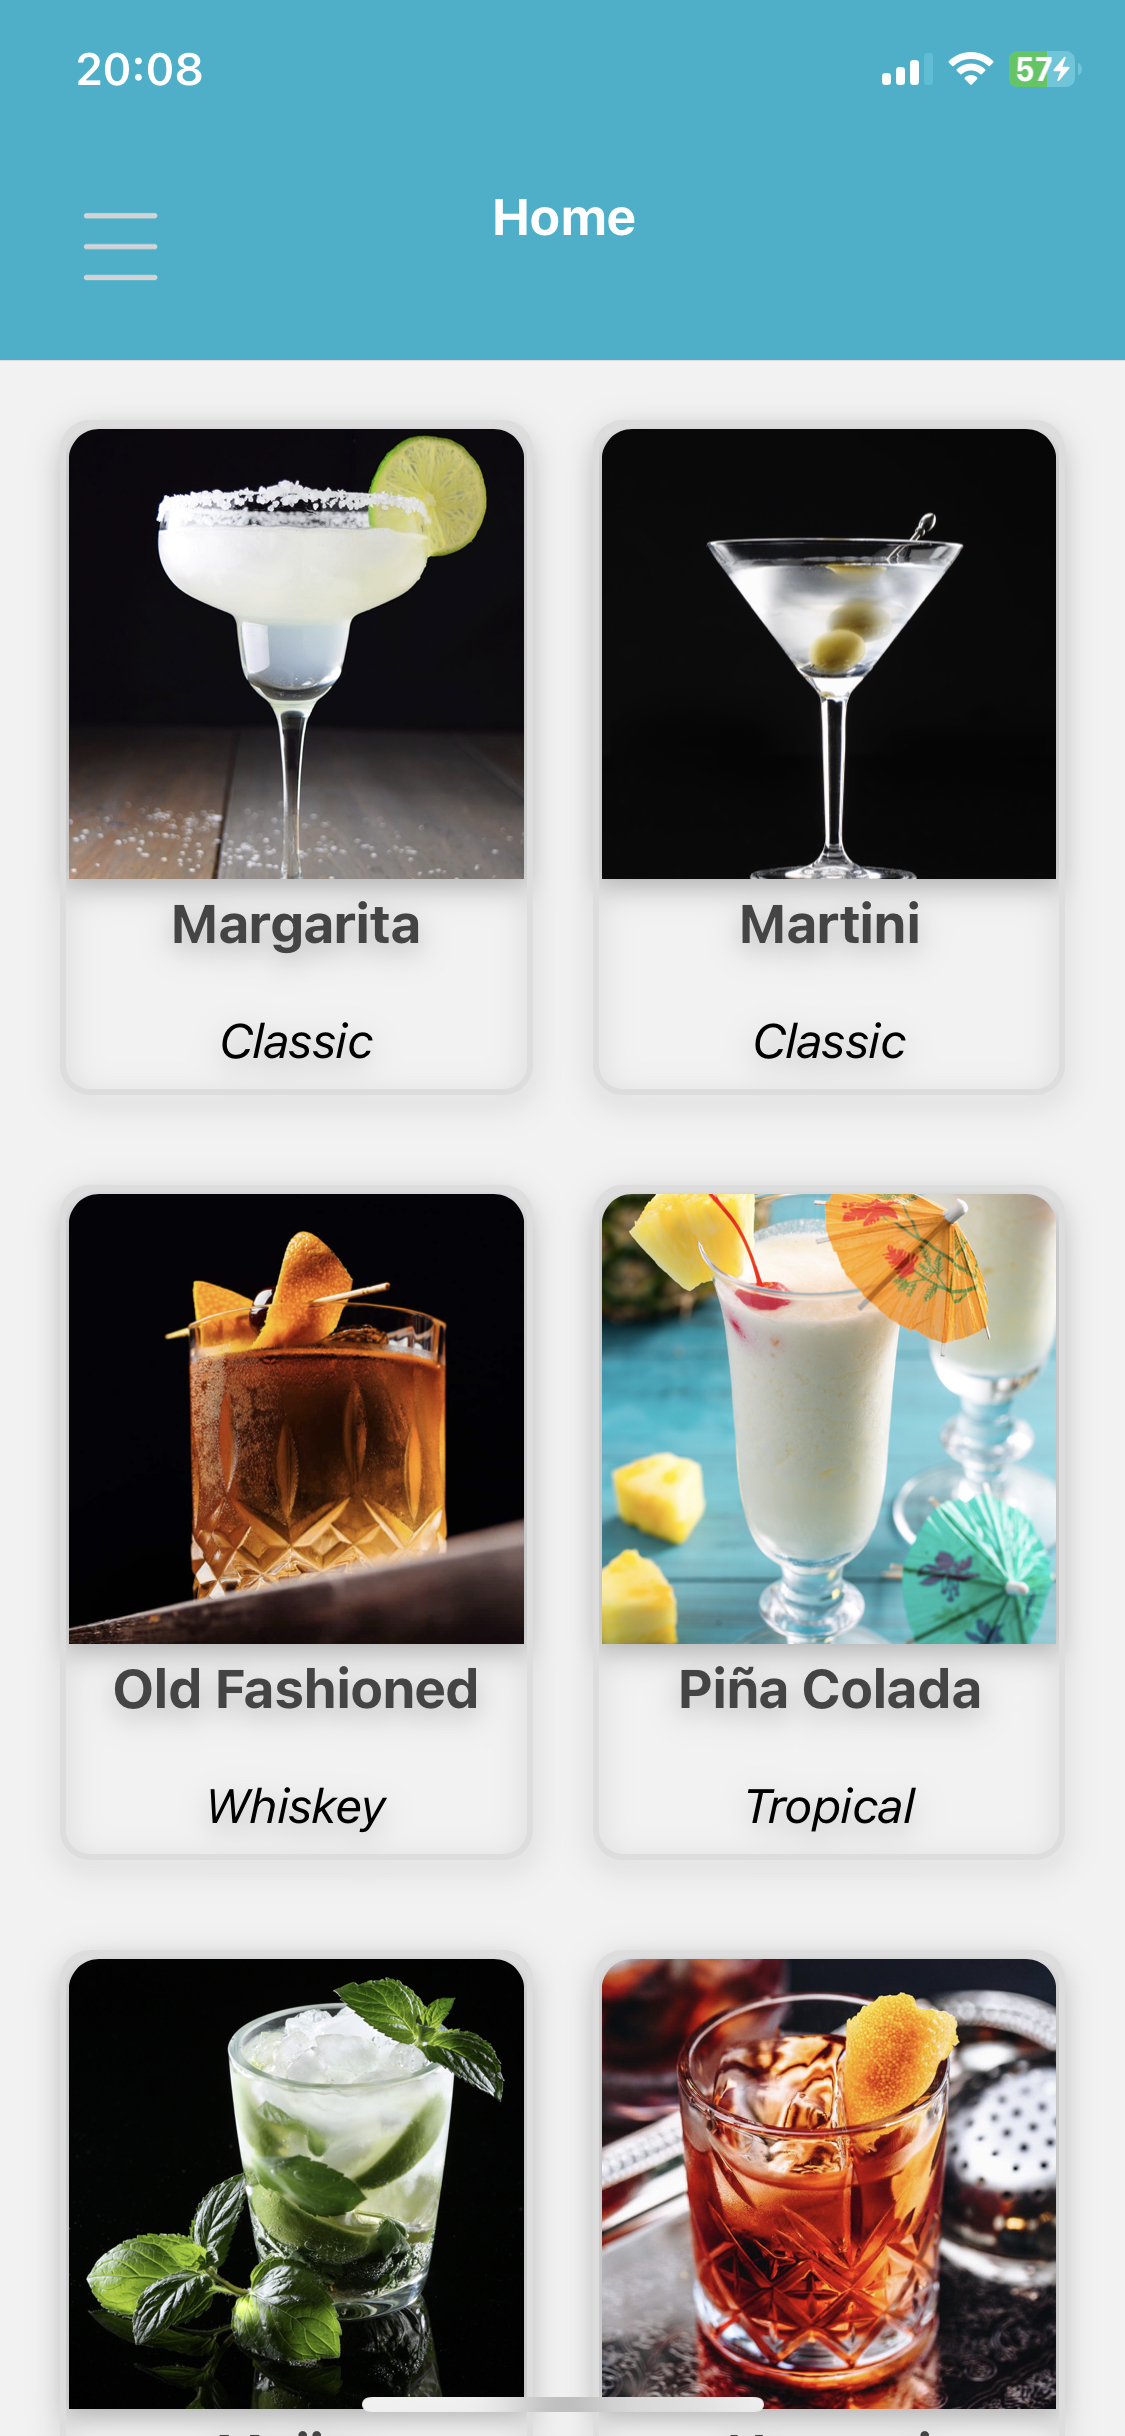 20:08
57
Home
Margarita
Martini
Classic
Classic
Old Fashioned
Piña Colada
Whiskey
Tropical